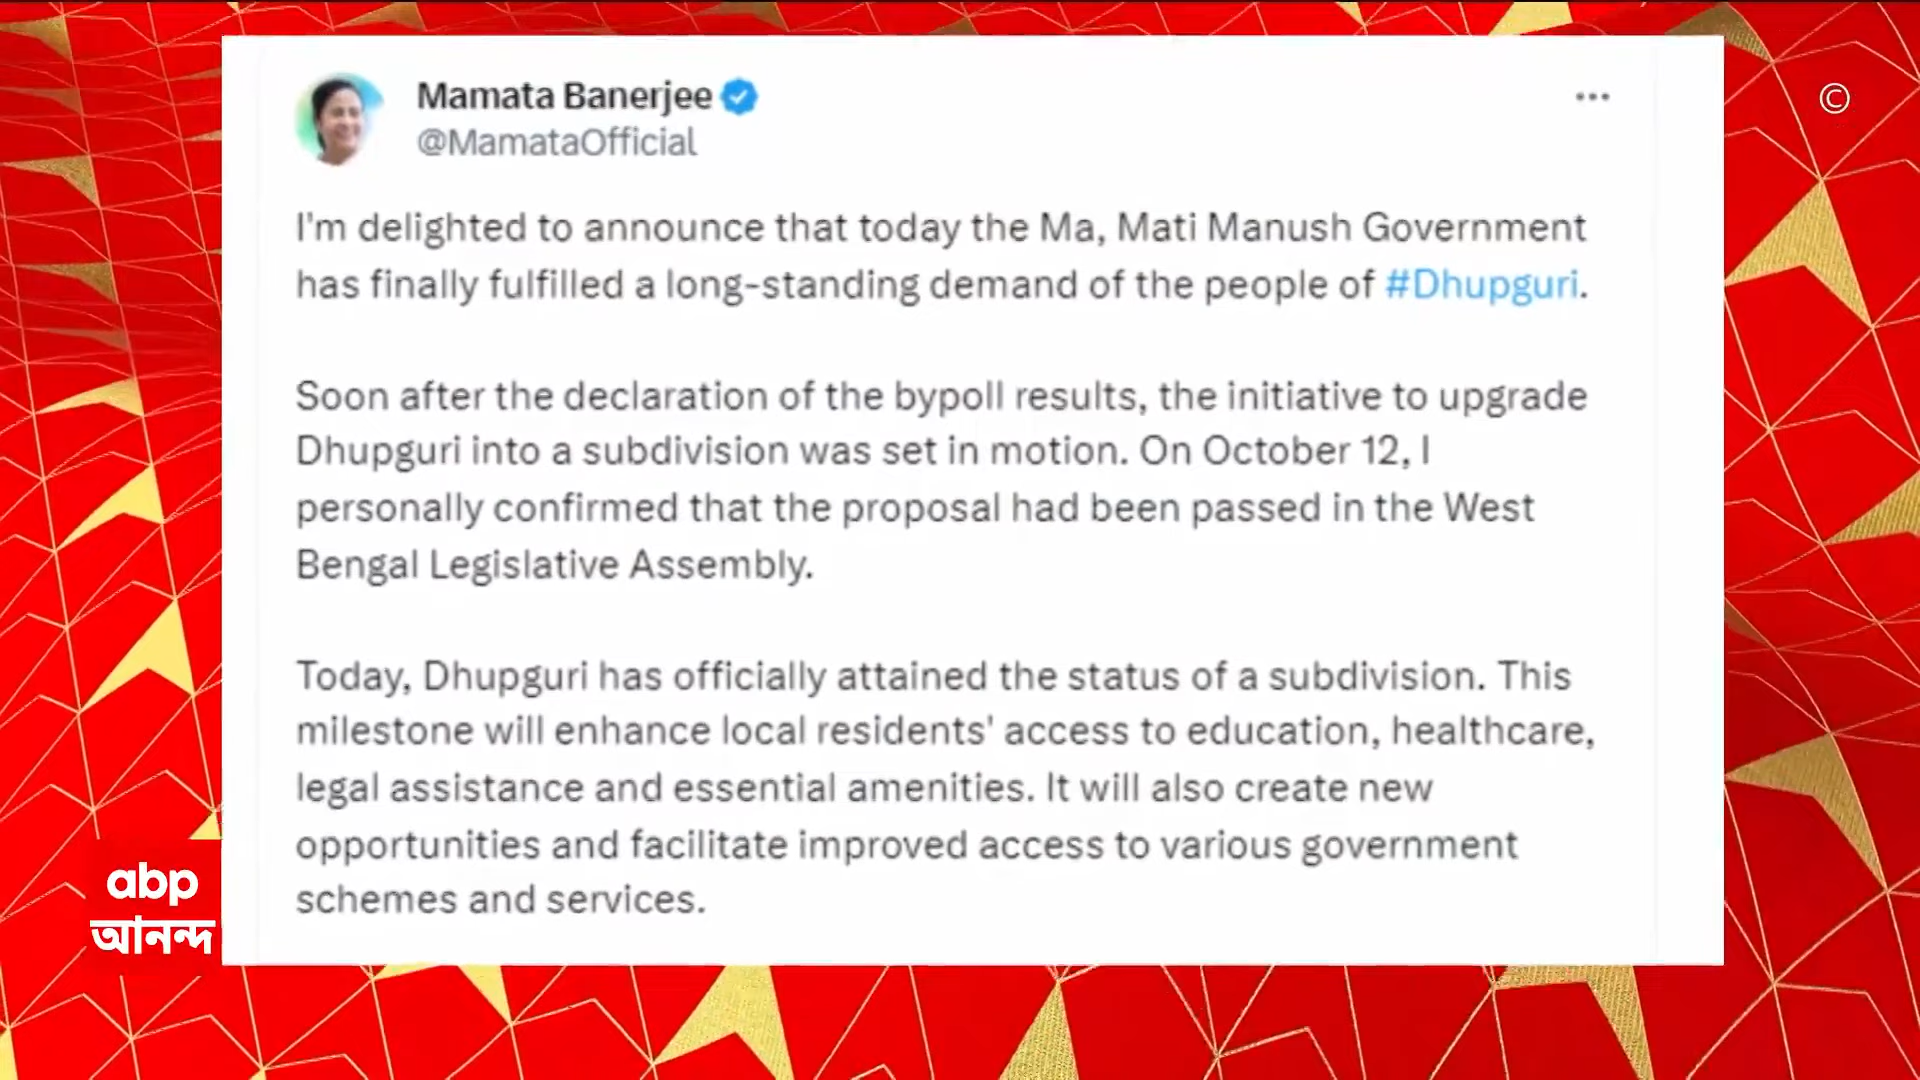 Mamata Banerjee
@MamataOfficial
©
I'm delighted to announce that today the Ma, Mati Manush Government
has finally fulfilled a long-standing demand of the people of #Dhupguri.
Soon after the declaration of the bypoll results, the initiative to upgrade
Dhupguri into a subdivision was set in motion. On October 12, I
personally confirmed that the proposal had been passed in the West
Bengal Legislative Assembly.
Today, Dhupguri has officially attained the status of a subdivision. This
milestone will enhance local residents' access to education, healthcare,
legal assistance and essential amenities. It will also create new
opportunities and facilitate improved access to various government
schemes and services.
abp
আনন্দ